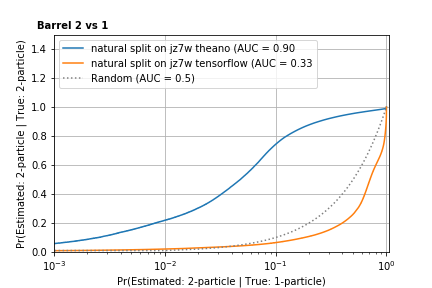 Barrel 2 vs 1
Pr(Estimated: 2-particle | True: 2-particle)
1.4
1.2
1.0
0.8
0.6
0.4
0.2
0.0
natural split on jz7w theano (AUC = 0.90
natural split on jz7w tensorflow (AUC = 0.33
Random (AUC = 0.5)
10⁻³ 10⁻² 10⁻¹ 10⁰
Pr(Estimated: 2-particle | True: 1-particle)